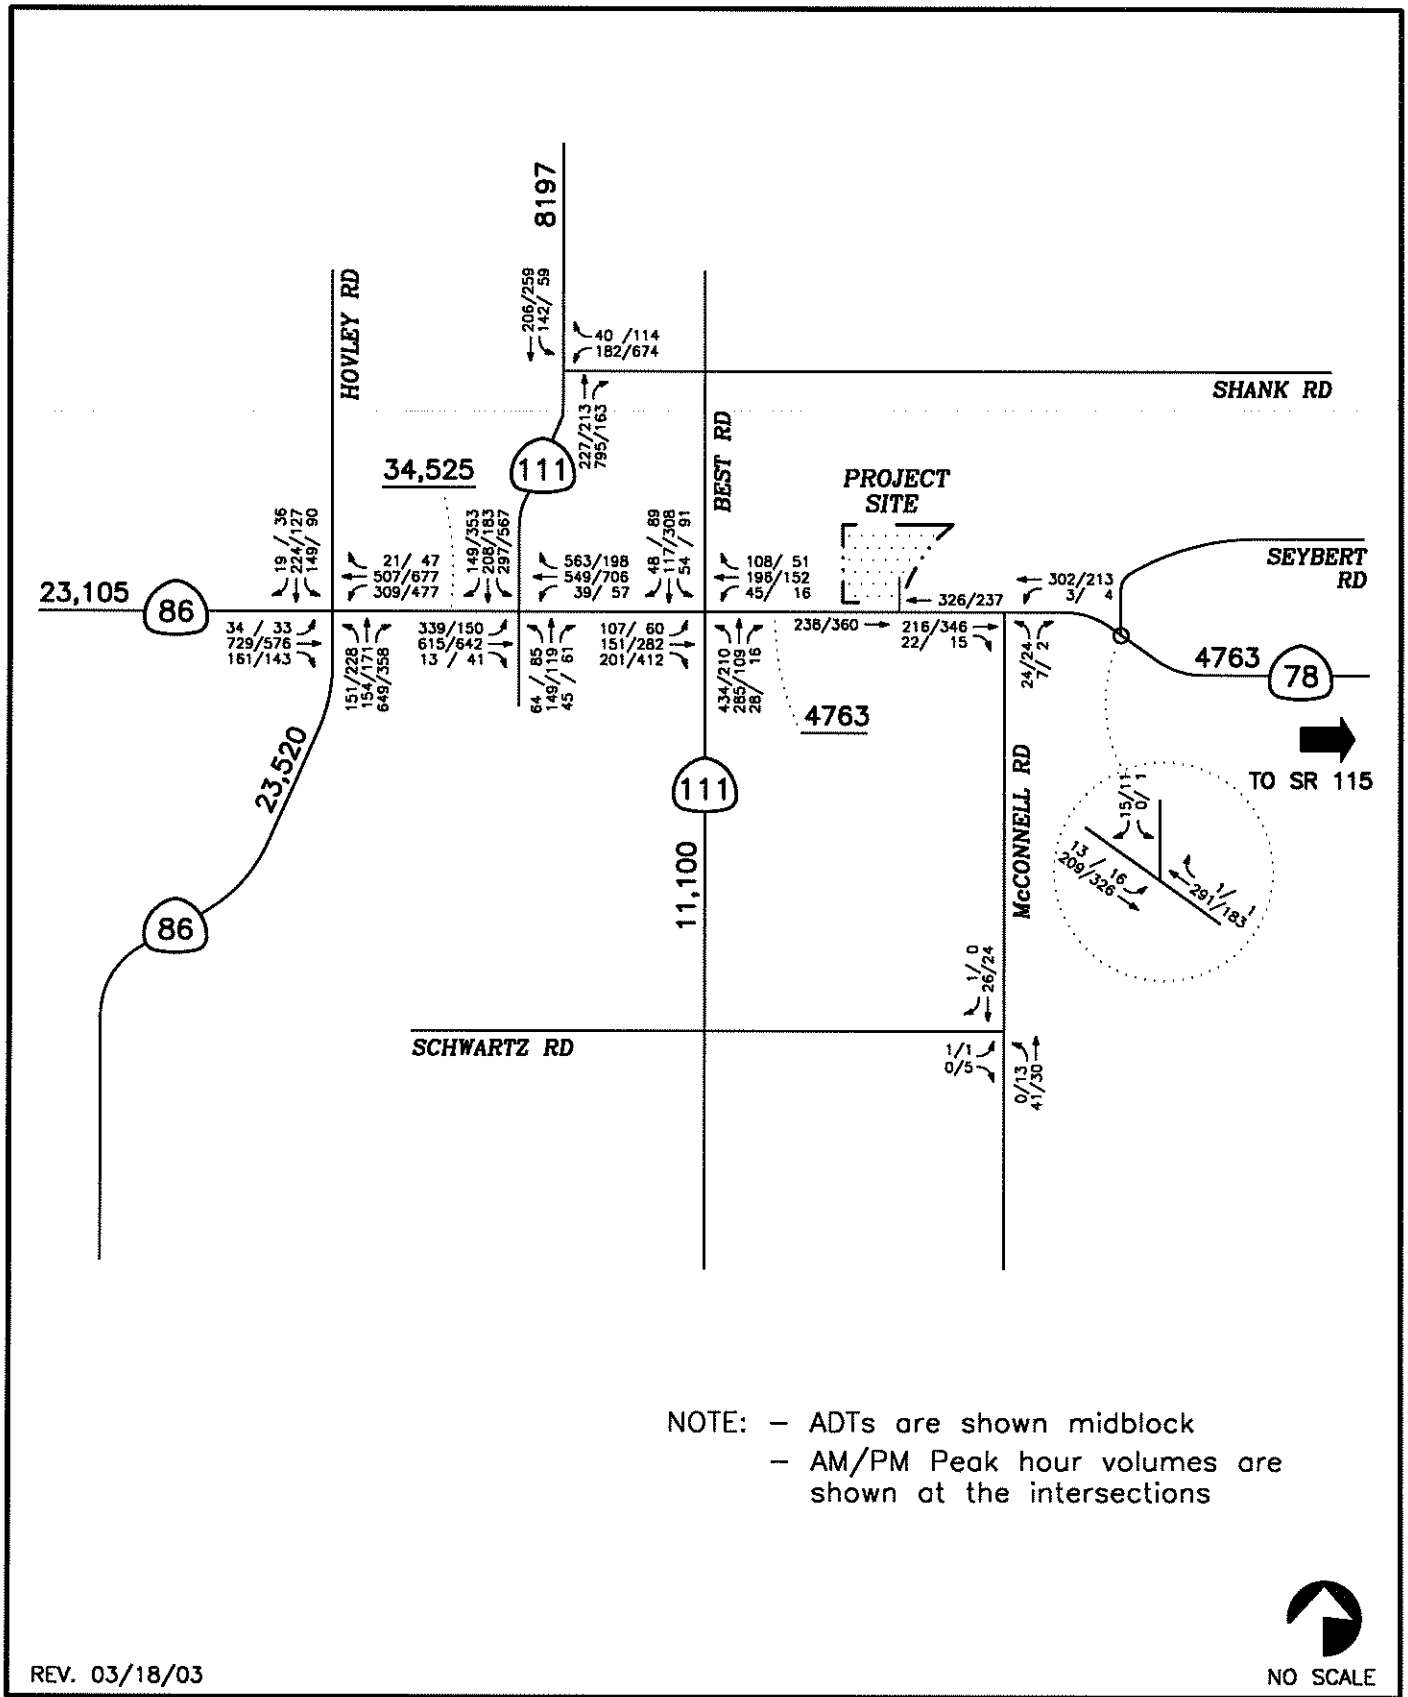 8197
HOVLEY RD
206/259
142/ 59
40 /114
182/674
SHANK RD
227/213
795/163
BEST RD
111
34,525
PROJECT
SITE
19 / 36
224/127
149/ 90
21/ 47
507/677
309/477
149/353
208/183
297/567
563/198
549/706
39/ 57
48 / 89
117/308
54 / 91
108/ 51
196/152
45/ 16
302/213
3/ 4
SEYBERT
RD
23,105
86
326/237
34 / 33
729/576
161/143
151/228
154/171
649/358
339/150
615/642
13 / 41
64 / 85
149/119
45 / 61
107/ 60
151/282
201/412
434/210
285/109
28/ 16
238/360
216/346
22/ 15
24/24
7/ 2
4763
78
4763
23,520
111
McCONNELL RD
TO SR 115
15/11
0/ 1
13 / 16
209/326
1/ 1
291/183
11,100
86
1/ 0
26/24
SCHWARTZ RD
1/1
0/5
0/13
41/30
NOTE: – ADTs are shown midblock
– AM/PM Peak hour volumes are
shown at the intersections
REV. 03/18/03
NO SCALE